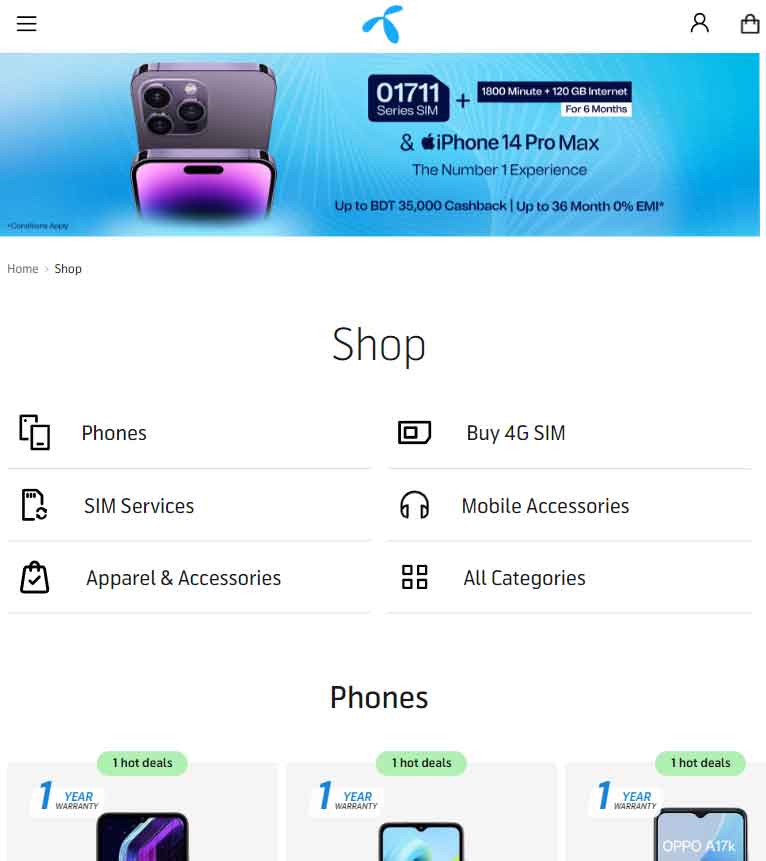 01711
Series SIM
+
1800 Minute + 120 GB Internet
For 6 Months
& iPhone 14 Pro Max
The Number 1 Experience
Up to BDT 35,000 Cashback | Up to 36 Month 0% EMI*
*Conditions Apply
Home > Shop
Shop
Phones
Buy 4G SIM
SIM Services
Mobile Accessories
Apparel & Accessories
All Categories
Phones
1 hot deals
1 hot deals
1 hot deals
1 YEAR
WARRANTY
1 YEAR
WARRANTY
1 YEAR
WARRANTY
OPPO A17k